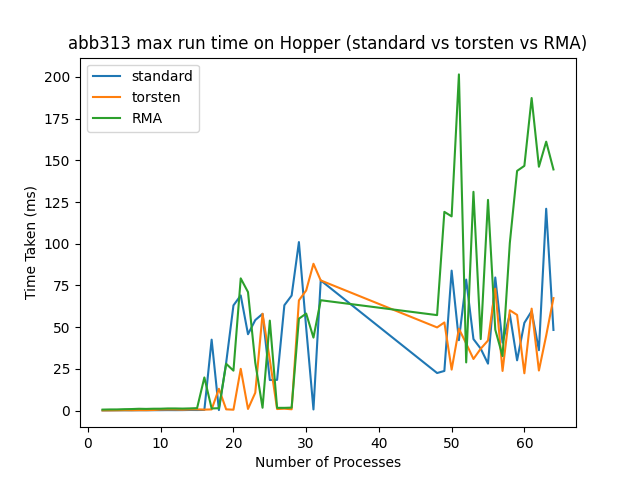 abb313 max run time on Hopper (standard vs torsten vs RMA)
standard
torsten
RMA
200
175
150
125
100
75
50
25
0
Time Taken (ms)
0 10 20 30 40 50 60
Number of Processes